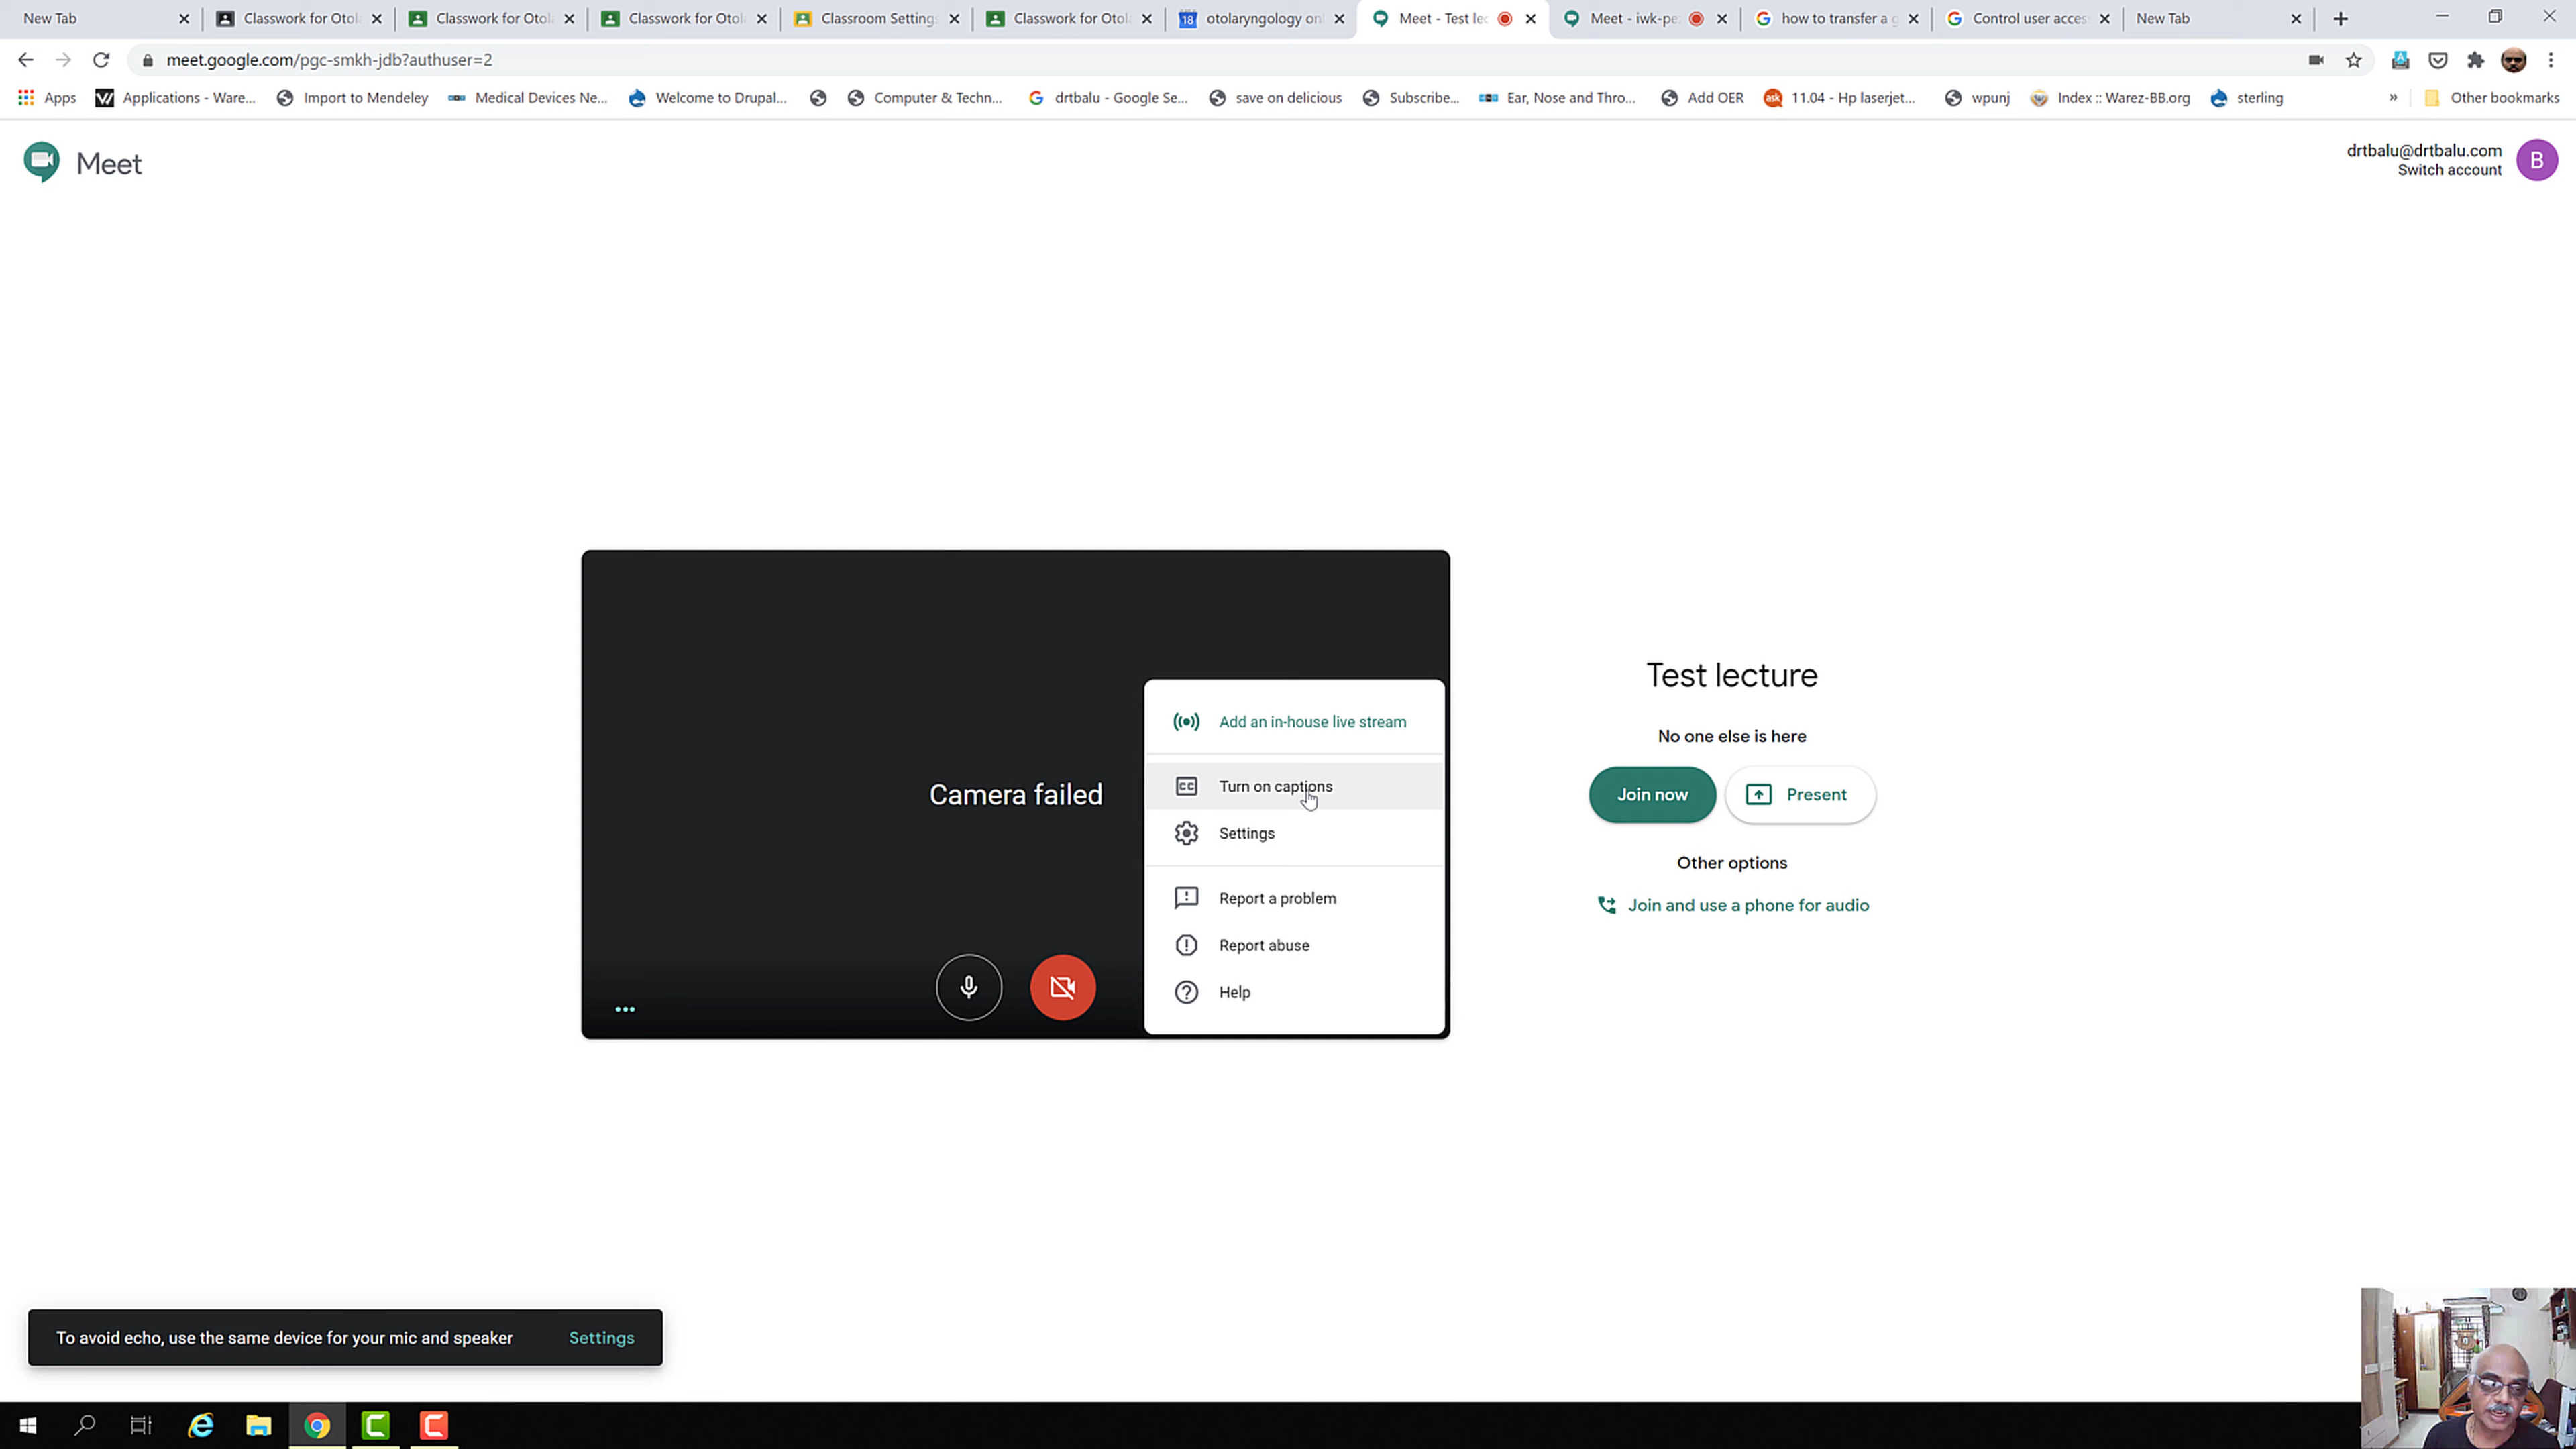 New Tab
Classwork for Otol
Classwork for Otol
Classwork for Otol
Classroom Settings
Classwork for Otol
18
otolaryngology onl
Meet - Test lec
Meet - iwk-pe
how to transfer a g
Control user acces
New Tab
meet.google.com/pgc-smkh-jdb?authuser=2
Apps
Applications - Ware...
Import to Mendeley
Medical Devices Ne...
Welcome to Drupal...
Computer & Techn...
drtbalu - Google Se...
save on delicious
Subscribe...
Ear, Nose and Thro...
Add OER
ask
11.04 - Hp laserjet...
wpunj
Index :: Warez-BB.org
sterling
»
Other bookmarks
Meet
drtbalu@drtbalu.com
Switch account
B
Camera failed
Add an in-house live stream
CC
Turn on captions
Settings
Report a problem
Report abuse
Help
Test lecture
No one else is here
Join now
Present
Other options
Join and use a phone for audio
To avoid echo, use the same device for your mic and speaker
Settings